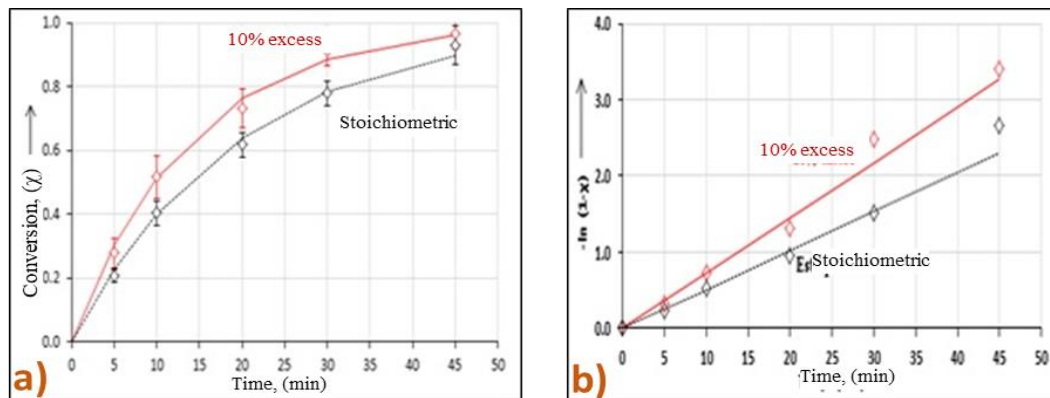 1.0
0.8
0.6
0.4
0.2
0.0
Conversion, (χ)
10% excess
Stoichiometric
0 5 10 15 20 25 30 35 40 45 50
Time, (min)
a)
4.0
3.0
2.0
1.0
0.0
-ln (1-χ)
10% excess
Stoichiometric
0 5 10 15 20 25 30 35 40 45 50
Time, (min)
b)